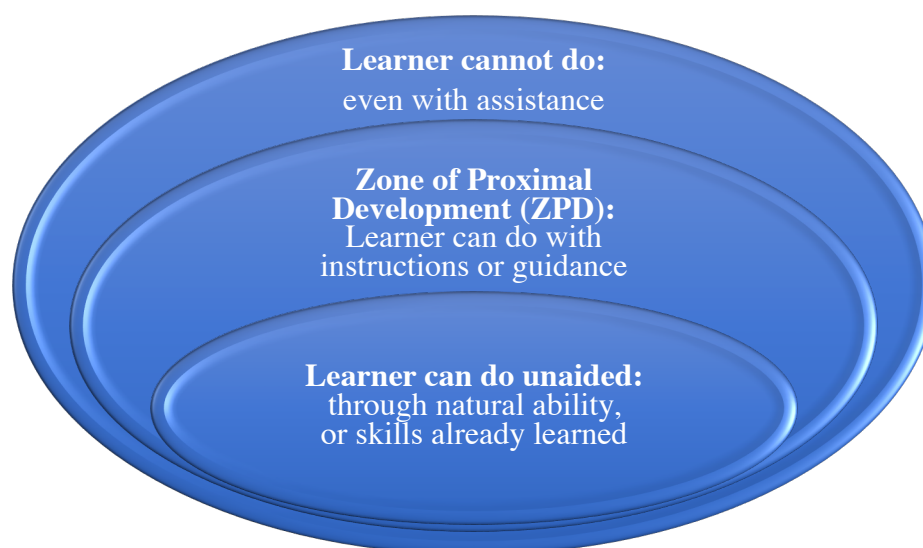 Learner cannot do:
even with assistance
Zone of Proximal
Development (ZPD):
Learner can do with
instructions or guidance
Learner can do unaided:
through natural ability,
or skills already learned